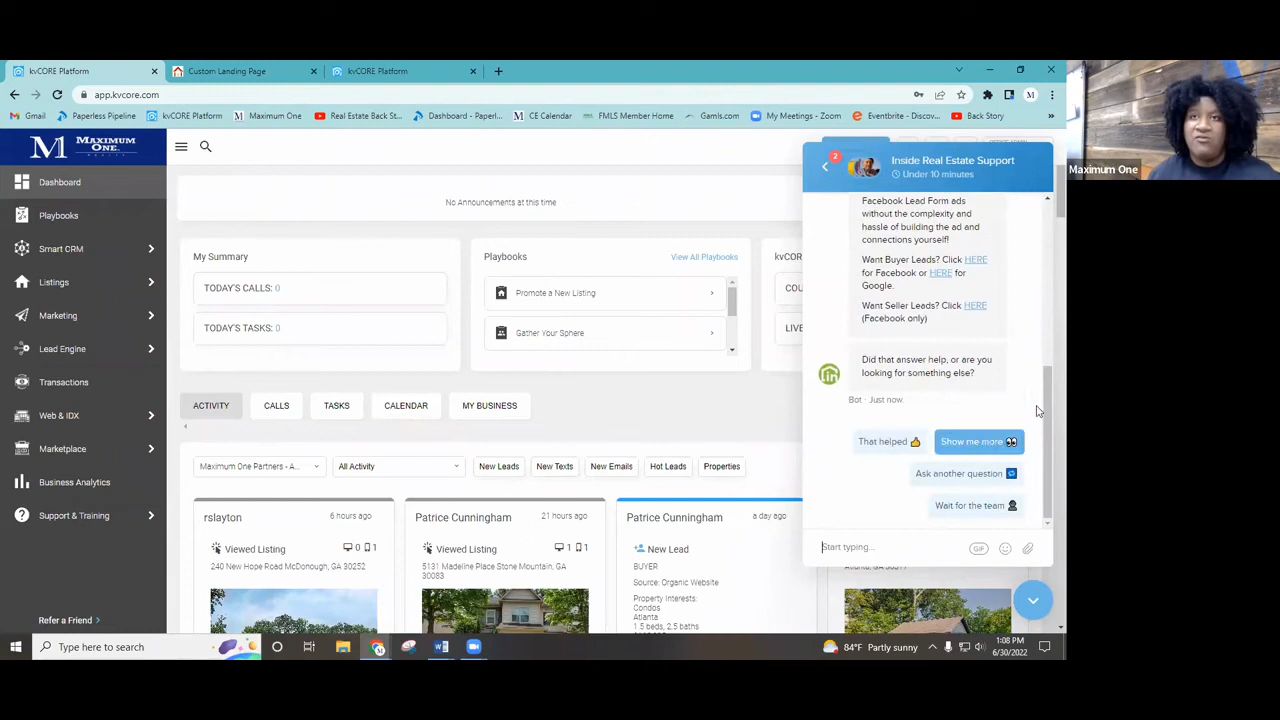 kvCORE Platform
Custom Landing Page
kvCORE Platform
app.kvcore.com
Gmail
Paperless Pipeline
kvCORE Platform
Maximum One
Real Estate Back St...
Dashboard - Paperl...
CE Calendar
FMLS Member Home
Gamis.com
My Meetings - Zoom
Eventbrite - Discov...
Back Story
M MAXIMUM ONE
Dashboard
Playbooks
Smart CRM
Listings
Marketing
Lead Engine
Transactions
Web & IDX
Marketplace
Business Analytics
Support & Training
Refer a Friend
No Announcements at this time
My Summary
TODAY'S CALLS: 0
TODAY'S TASKS: 0
Playbooks
View All Playbooks
Promote a New Listing
Gather Your Sphere
kvCOR
COU
LIVE
ACTIVITY
CALLS
TASKS
CALENDAR
MY BUSINESS
Maximum One Partners - A...
All Activity
New Leads
New Texts
New Emails
Hot Leads
Properties
rslayton
6 hours ago
Viewed Listing
0
1
240 New Hope Road McDonough, GA 30252
Patrice Cunningham
21 hours ago
Viewed Listing
1
1
5131 Madeline Place Stone Mountain, GA
30083
Patrice Cunningham
a day ago
New Lead
BUYER
Source: Organic Website
Property Interests:
Condos
Atlanta
1.5 beds, 2.5 baths
2
Inside Real Estate Support
Under 10 minutes
Facebook Lead Form ads
without the complexity and
hassle of building the ad and
connections yourself!
Want Buyer Leads? Click HERE
for Facebook or HERE for
Google.
Want Seller Leads? Click HERE
(Facebook only)
Did that answer help, or are you
looking for something else?
in
Bot · Just now
That helped 👍
Show me more 👀
Ask another question
Wait for the team
Start typing...
GIF
Maximum One
Type here to search
84°F Partly sunny
1:08 PM
6/30/2022